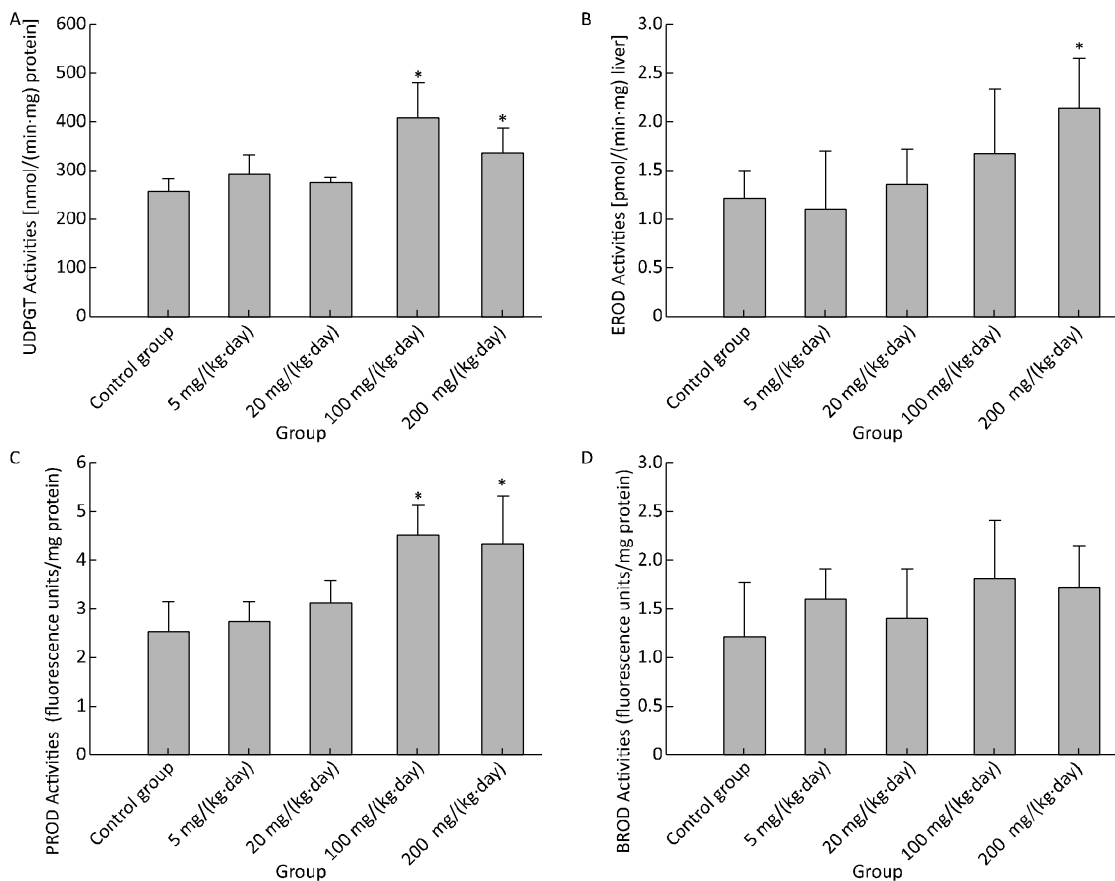 A
UDPGT Activities [nmol/(min·mg) protein]
600
500
400
300
200
100
0
*
*
Control group
5 mg/(kg·day)
20 mg/(kg·day)
100 mg/(kg·day)
200 mg/(kg·day)
Group
B
EROD Activities [pmol/(min·mg) liver]
3.0
2.5
2.0
1.5
1.0
0.5
0
*
Control group
5 mg/(kg·day)
20 mg/(kg·day)
100 mg/(kg·day)
200 mg/(kg·day)
Group
C
PROD Activities (fluorescence units/mg protein)
6
5
4
3
2
1
0
*
*
Control group
5 mg/(kg·day)
20 mg/(kg·day)
100 mg/(kg·day)
200 mg/(kg·day)
Group
D
BROD Activities (fluorescence units/mg protein)
3.0
2.5
2.0
1.5
1.0
0.5
0
Control group
5 mg/(kg·day)
20 mg/(kg·day)
100 mg/(kg·day)
200 mg/(kg·day)
Group